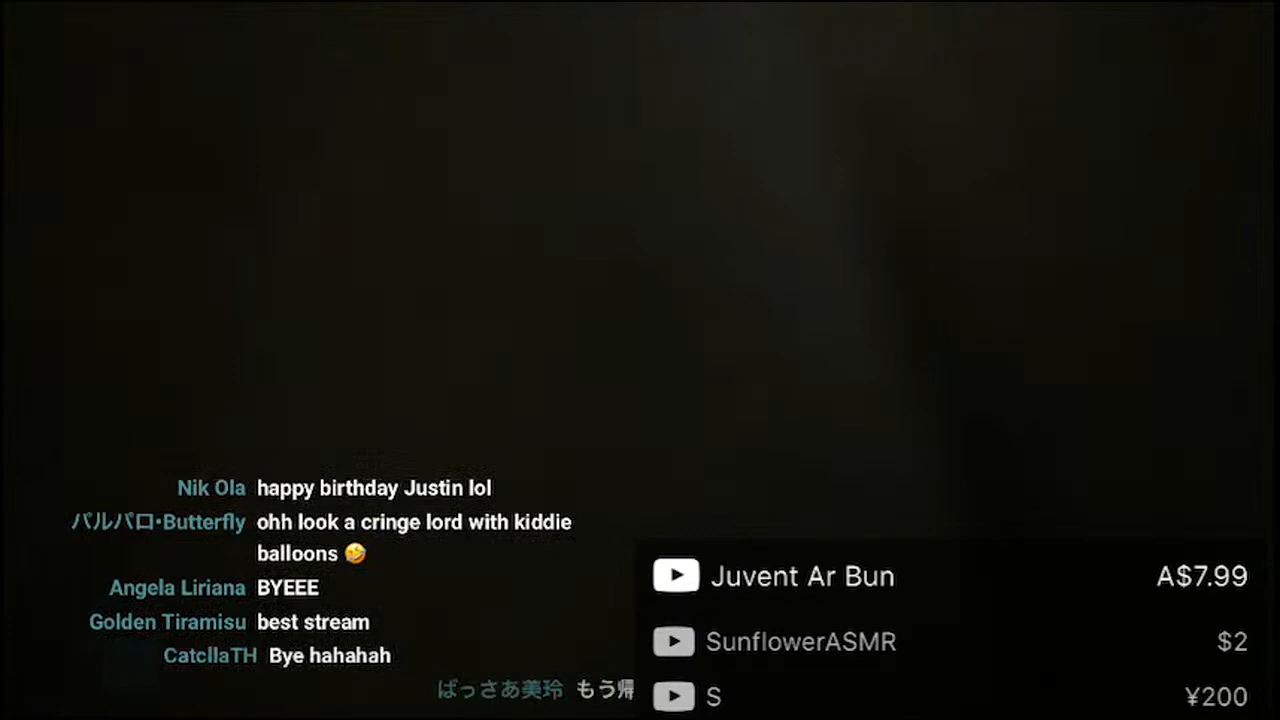 Nik Ola happy birthday Justin lol
パルパロ•Butterfly ohh look a cringe lord with kiddie
balloons 🤣
Angela Liriana BYEEE
Golden Tiramisu best stream
CatcllaTH Bye hahahah
ばっさあ美玲 もう帰
Juvent Ar Bun A$7.99
SunflowerASMR $2
S ¥200